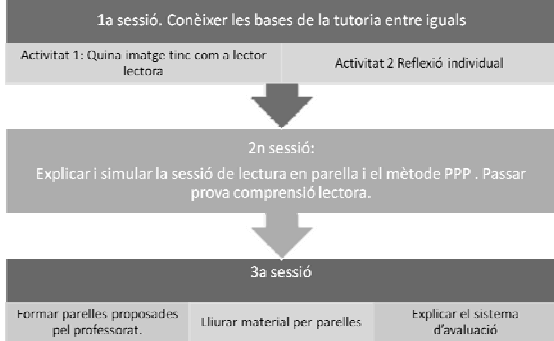 1a sessió. Conèixer les bases de la tutoria entre iguals
Activitat 1: Quina imatge tinc com a lector
lectora
Activitat 2 Reflexió individual
2n sessió:
Explicar i simular la sessió de lectura en parella i el mètode PPP . Passar
prova comprensió lectora.
3a sessió
Formar parelles proposades
pel professorat.
Lliurar material per parelles
Explicar el sistema
d'avaluació